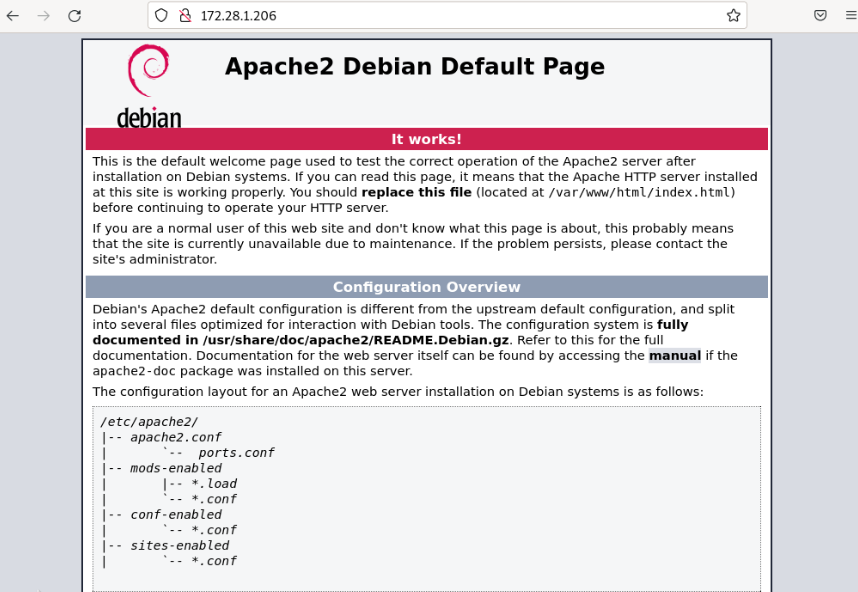 172.28.1.206
Apache2 Debian Default Page
debian
It works!
This is the default welcome page used to test the correct operation of the Apache2 server after
installation on Debian systems. If you can read this page, it means that the Apache HTTP server installed
at this site is working properly. You should replace this file (located at /var/www/html/index.html)
before continuing to operate your HTTP server.
If you are a normal user of this web site and don't know what this page is about, this probably means
that the site is currently unavailable due to maintenance. If the problem persists, please contact the
site's administrator.
Configuration Overview
Debian's Apache2 default configuration is different from the upstream default configuration, and split
into several files optimized for interaction with Debian tools. The configuration system is fully
documented in /usr/share/doc/apache2/README.Debian.gz. Refer to this for the full
documentation. Documentation for the web server itself can be found by accessing the manual if the
apache2-doc package was installed on this server.
The configuration layout for an Apache2 web server installation on Debian systems is as follows:
/etc/apache2/
|-- apache2.conf
|       `--  ports.conf
|-- mods-enabled
|       |-- *.load
|       `-- *.conf
|-- conf-enabled
|       `-- *.conf
|-- sites-enabled
|       `-- *.conf